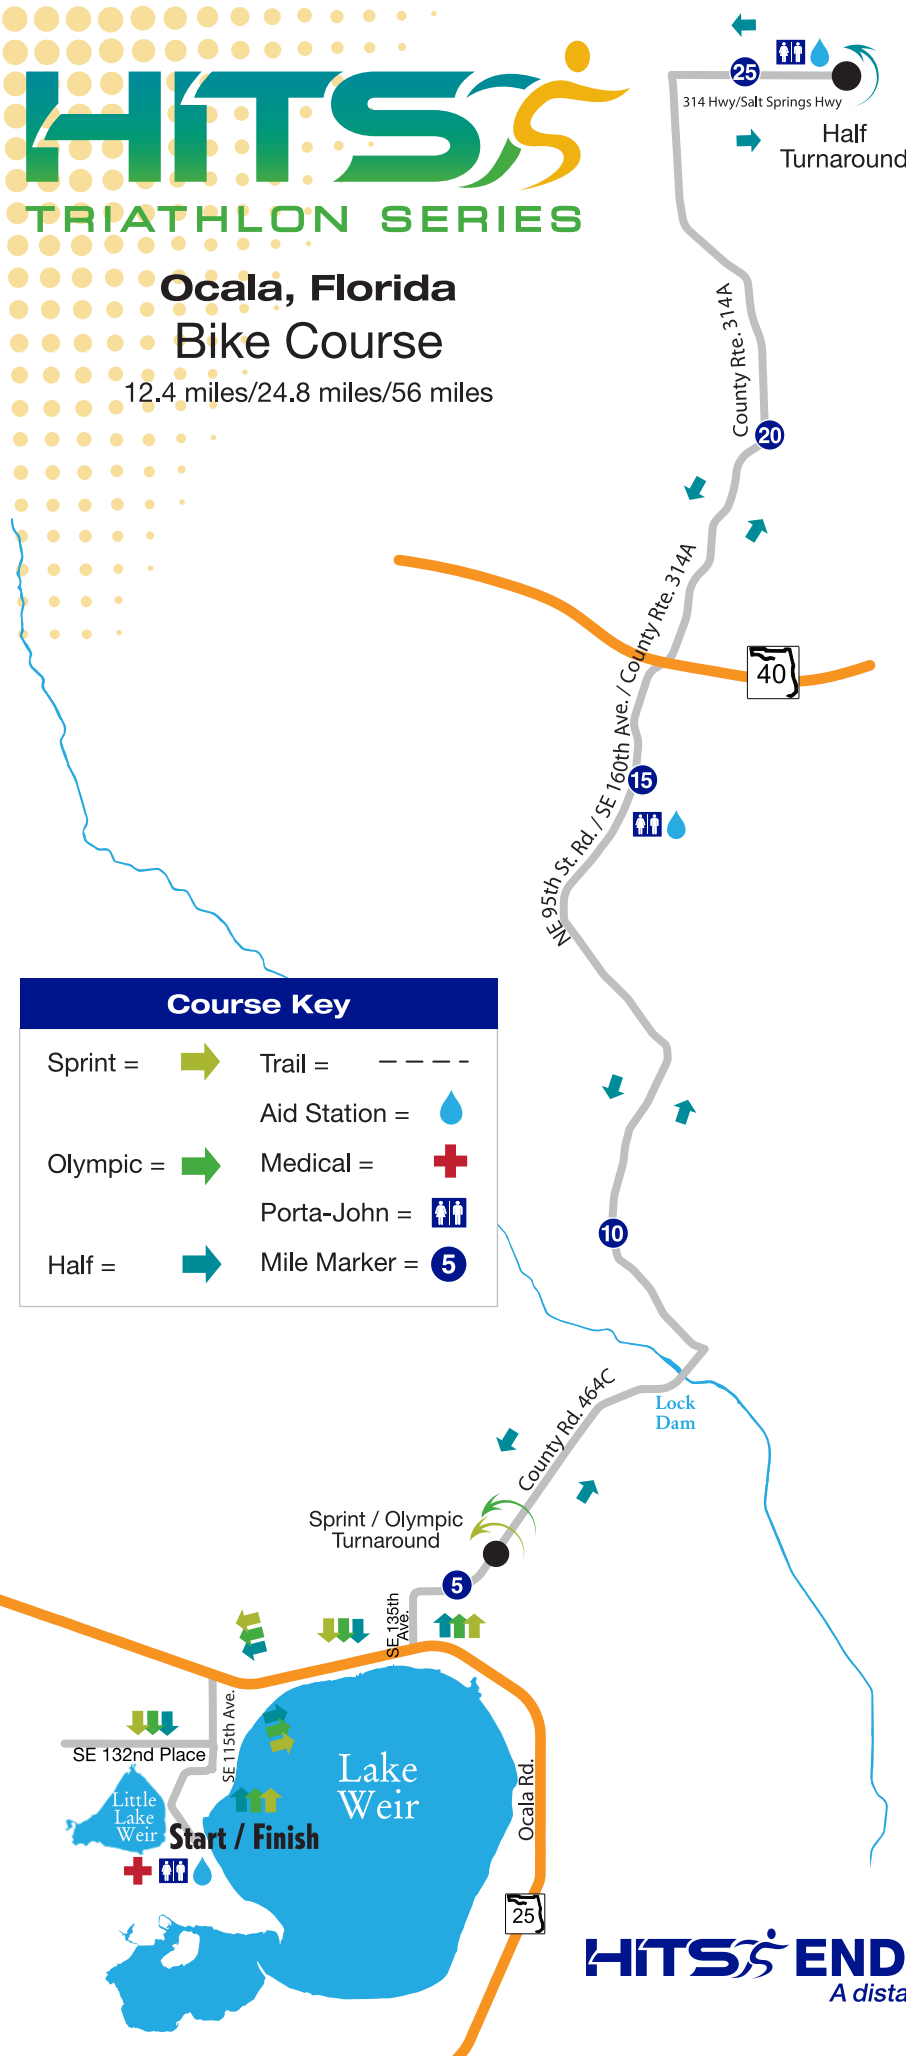 HITS
TRIATHLON SERIES
Ocala, Florida
Bike Course
12.4 miles/24.8 miles/56 miles
25
314 Hwy/Salt Springs Hwy
Half
Turnaround
County Rte. 314A
20
40
NE 95th St. Rd. / SE 160th Ave. / County Rte. 314A
15
Course Key
Sprint =
Trail =
Aid Station =
Olympic =
Medical =
Porta-John =
Half =
Mile Marker =
5
10
Lock
Dam
County Rd. 464C
Sprint / Olympic
Turnaround
5
SE 135th
Ave.
SE 115th Ave.
SE 132nd Place
Lake
Weir
Little
Lake
Weir
Start / Finish
Ocala Rd.
25
HITS END
A dista